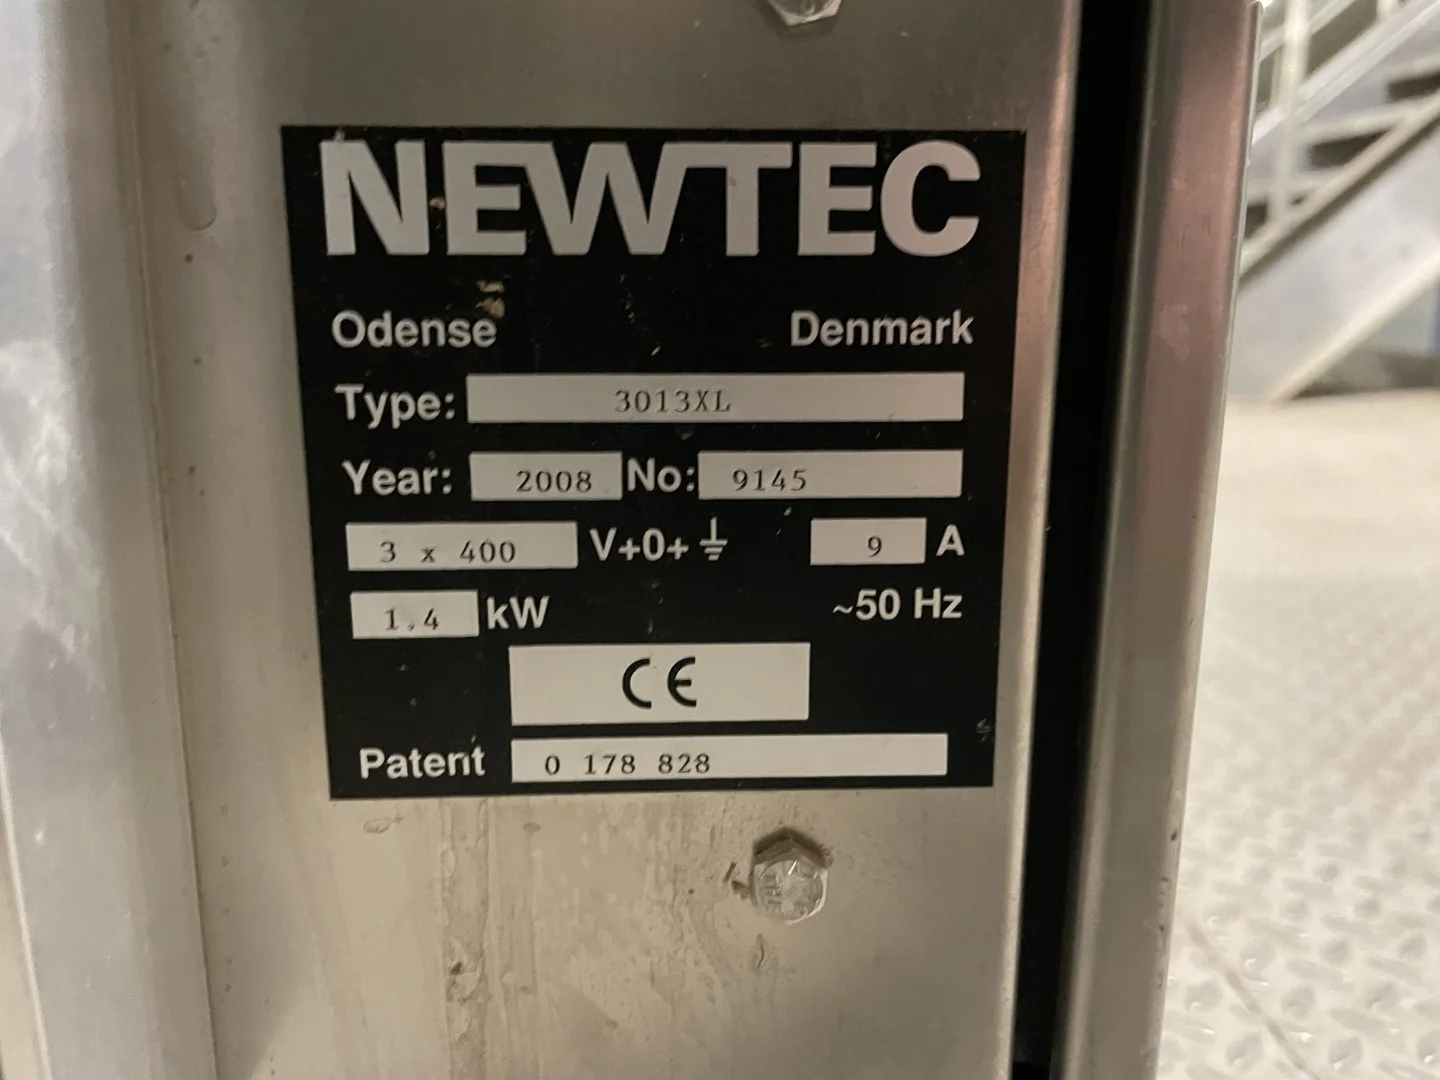 NEWTEC
Odense Denmark
Type: 3013XL
Year: 2008 No: 9145
3 x 400 V+0+⏚ 9 A
1.4 kW ~50 Hz
CE
Patent 0 178 828